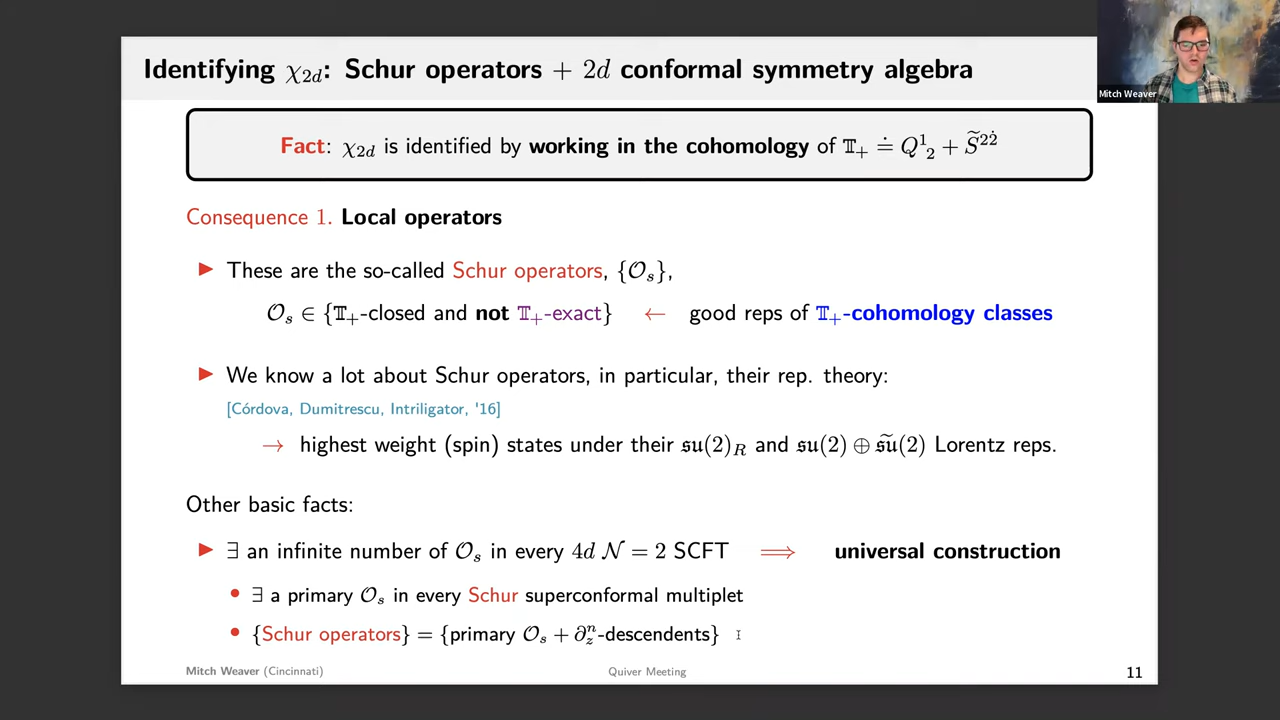 Identifying χ₂d: Schur operators + 2d conformal symmetry algebra
Mitch Weaver
Fact: χ₂d is identified by working in the cohomology of 𝕋₊ ≐ Q¹₂ + S̃²²̇
Consequence 1. Local operators
▶ These are the so-called Schur operators, {𝒪ₛ},
𝒪ₛ ∈ {𝕋₊-closed and not 𝕋₊-exact} ← good reps of 𝕋₊-cohomology classes
▶ We know a lot about Schur operators, in particular, their rep. theory:
[Córdova, Dumitrescu, Intriligator, '16]
→ highest weight (spin) states under their 𝔰𝔲(2)_R and 𝔰𝔲(2) ⊕ 𝔰𝔲̃(2) Lorentz reps.
Other basic facts:
▶ ∃ an infinite number of 𝒪ₛ in every 4d 𝒩 = 2 SCFT ⟹ universal construction
• ∃ a primary 𝒪ₛ in every Schur superconformal multiplet
• {Schur operators} = {primary 𝒪ₛ + ∂_z^n-descendents}
Mitch Weaver (Cincinnati) Quiver Meeting 11